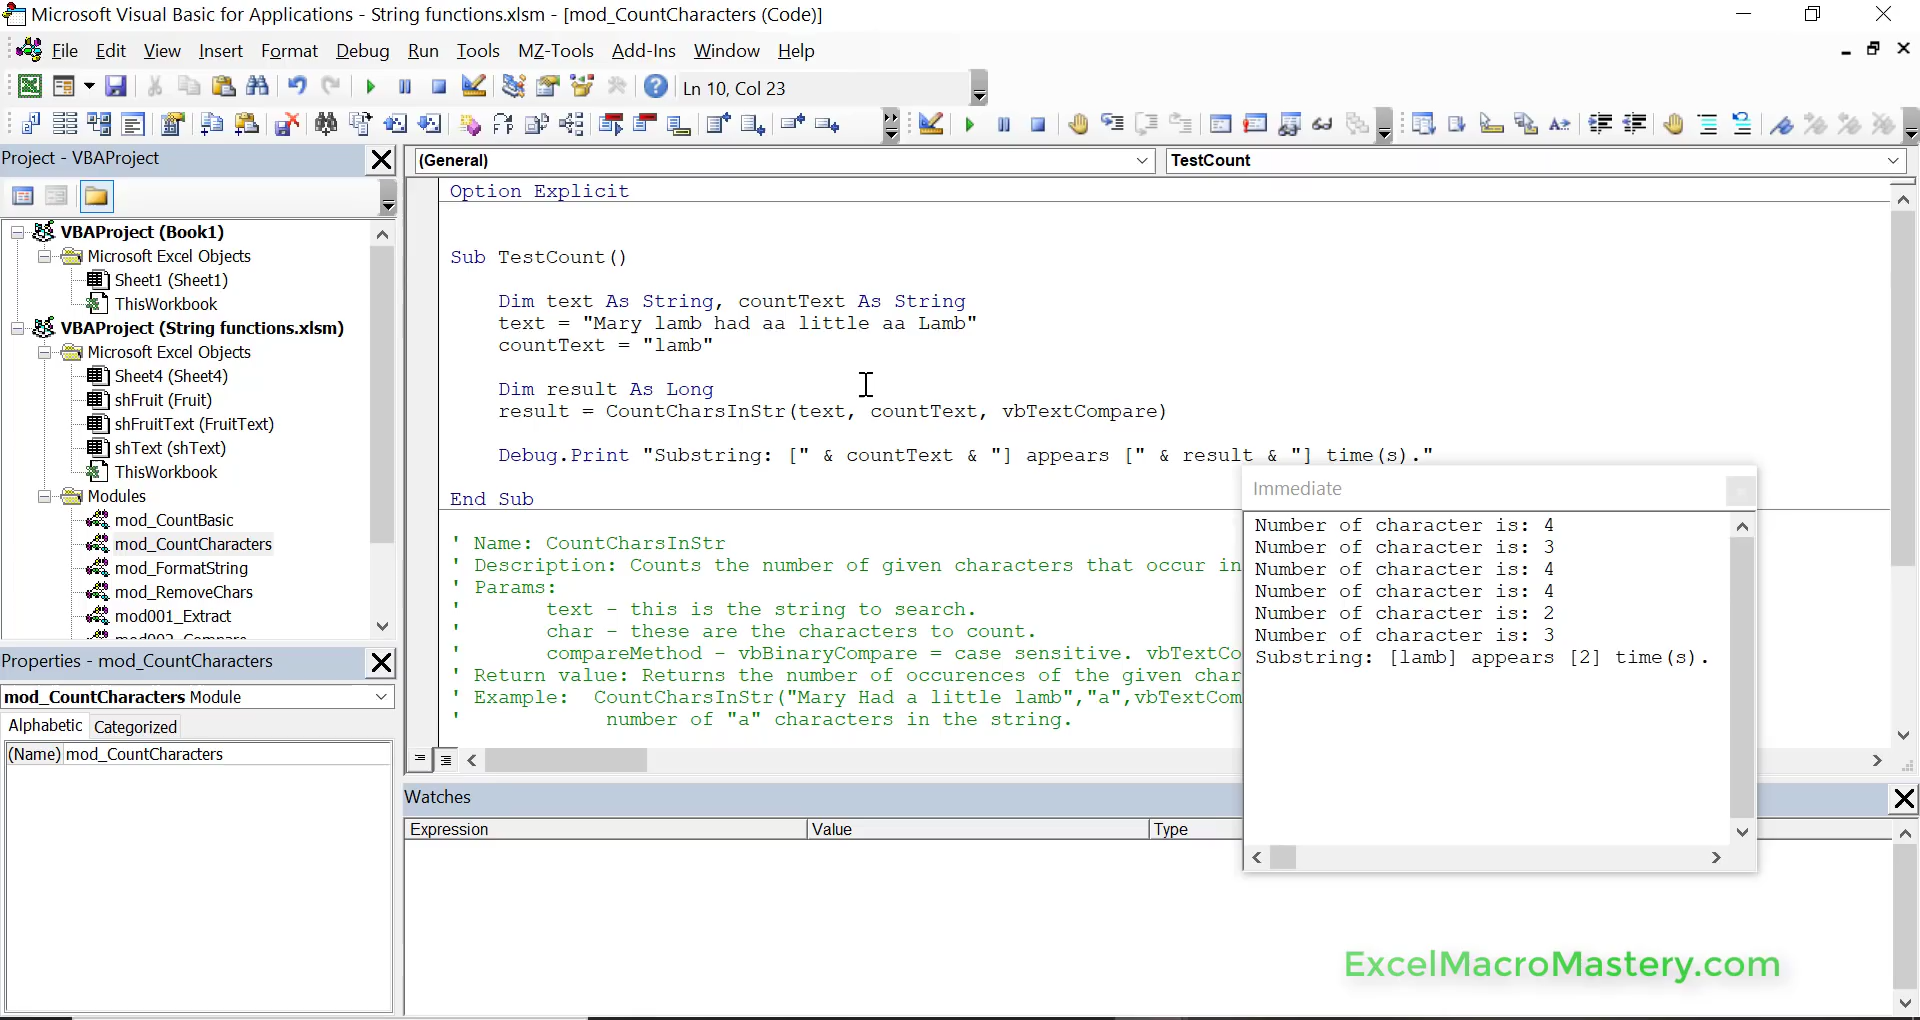 Microsoft Visual Basic for Applications - String functions.xlsm - [mod_CountCharacters (Code)]
File Edit View Insert Format Debug Run Tools MZ-Tools Add-Ins Window Help
Ln 10, Col 23
Project - VBAProject
VBAProject (Book1)
Microsoft Excel Objects
Sheet1 (Sheet1)
ThisWorkbook
VBAProject (String functions.xlsm)
Microsoft Excel Objects
Sheet4 (Sheet4)
shFruit (Fruit)
shFruitText (FruitText)
shText (shText)
ThisWorkbook
Modules
mod_CountBasic
mod_CountCharacters
mod_FormatString
mod_RemoveChars
mod001_Extract
mod002_Compare
Properties - mod_CountCharacters
mod_CountCharacters Module
Alphabetic Categorized
(Name) mod_CountCharacters
(General) TestCount
Option Explicit
Sub TestCount()
Dim text As String, countText As String
text = "Mary lamb had aa little aa Lamb"
countText = "lamb"
Dim result As Long
result = CountCharsInStr(text, countText, vbTextCompare)
Debug.Print "Substring: [" & countText & "] appears [" & result & "] time(s)."
End Sub
' Name: CountCharsInStr
' Description: Counts the number of given characters that occur in
' Params:
' text - this is the string to search.
' char - these are the characters to count.
' compareMethod - vbBinaryCompare = case sensitive. vbTextCo
' Return value: Returns the number of occurences of the given char
' Example: CountCharsInStr("Mary Had a little lamb","a",vbTextCom
' number of "a" characters in the string.
Immediate
Number of character is: 4
Number of character is: 3
Number of character is: 4
Number of character is: 4
Number of character is: 2
Number of character is: 3
Substring: [lamb] appears [2] time(s).
Watches
Expression Value Type
ExcelMacroMastery.com